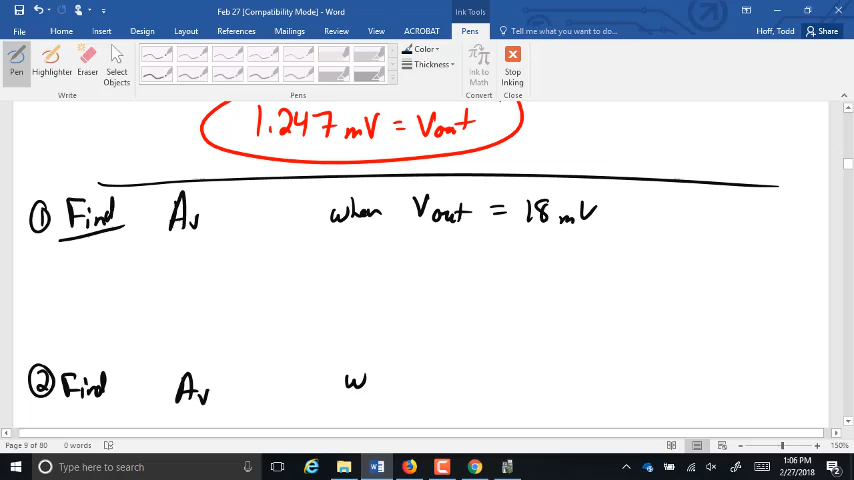 Feb 27 [Compatibility Mode] - Word
Ink Tools
File Home Insert Design Layout References Mailings Review View ACROBAT Pens Tell me what you want to do... Hoff, Todd Share
Pen Highlighter Eraser Select Objects Color Thickness Ink to Math Stop Inking
Write Pens Convert Close
1.247 mV = Vout
① Find Av when Vout = 18 mV
② Find Av w
Page 9 of 80 0 words 150%
Type here to search 1:06 PM
2/27/2018